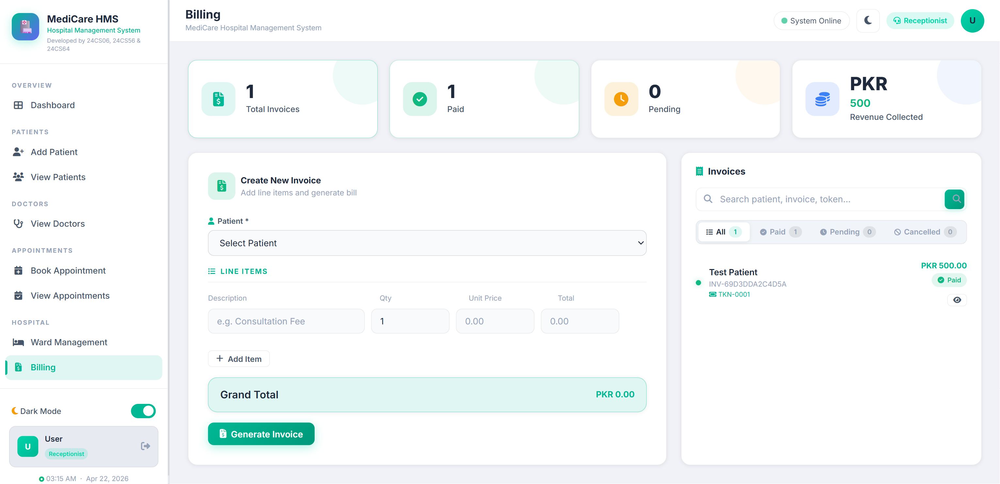 MediCare HMS
Hospital Management System
Developed by 24CS06, 24CS56 &
24CS64
OVERVIEW
Dashboard
PATIENTS
Add Patient
View Patients
DOCTORS
View Doctors
APPOINTMENTS
Book Appointment
View Appointments
HOSPITAL
Ward Management
Billing
Dark Mode
U
User
Receptionist
03:15 AM · Apr 22, 2026
Billing
MediCare Hospital Management System
System Online
Receptionist
U
1
Total Invoices
1
Paid
0
Pending
PKR
500
Revenue Collected
Create New Invoice
Add line items and generate bill
Patient *
Select Patient
LINE ITEMS
Description Qty Unit Price Total
e.g. Consultation Fee 1 0.00 0.00
+ Add Item
Grand Total PKR 0.00
Generate Invoice
Invoices
Search patient, invoice, token...
All 1 Paid 1 Pending 0 Cancelled 0
Test Patient
INV-69D3DDA2C4D5A
TKN-0001
PKR 500.00
Paid